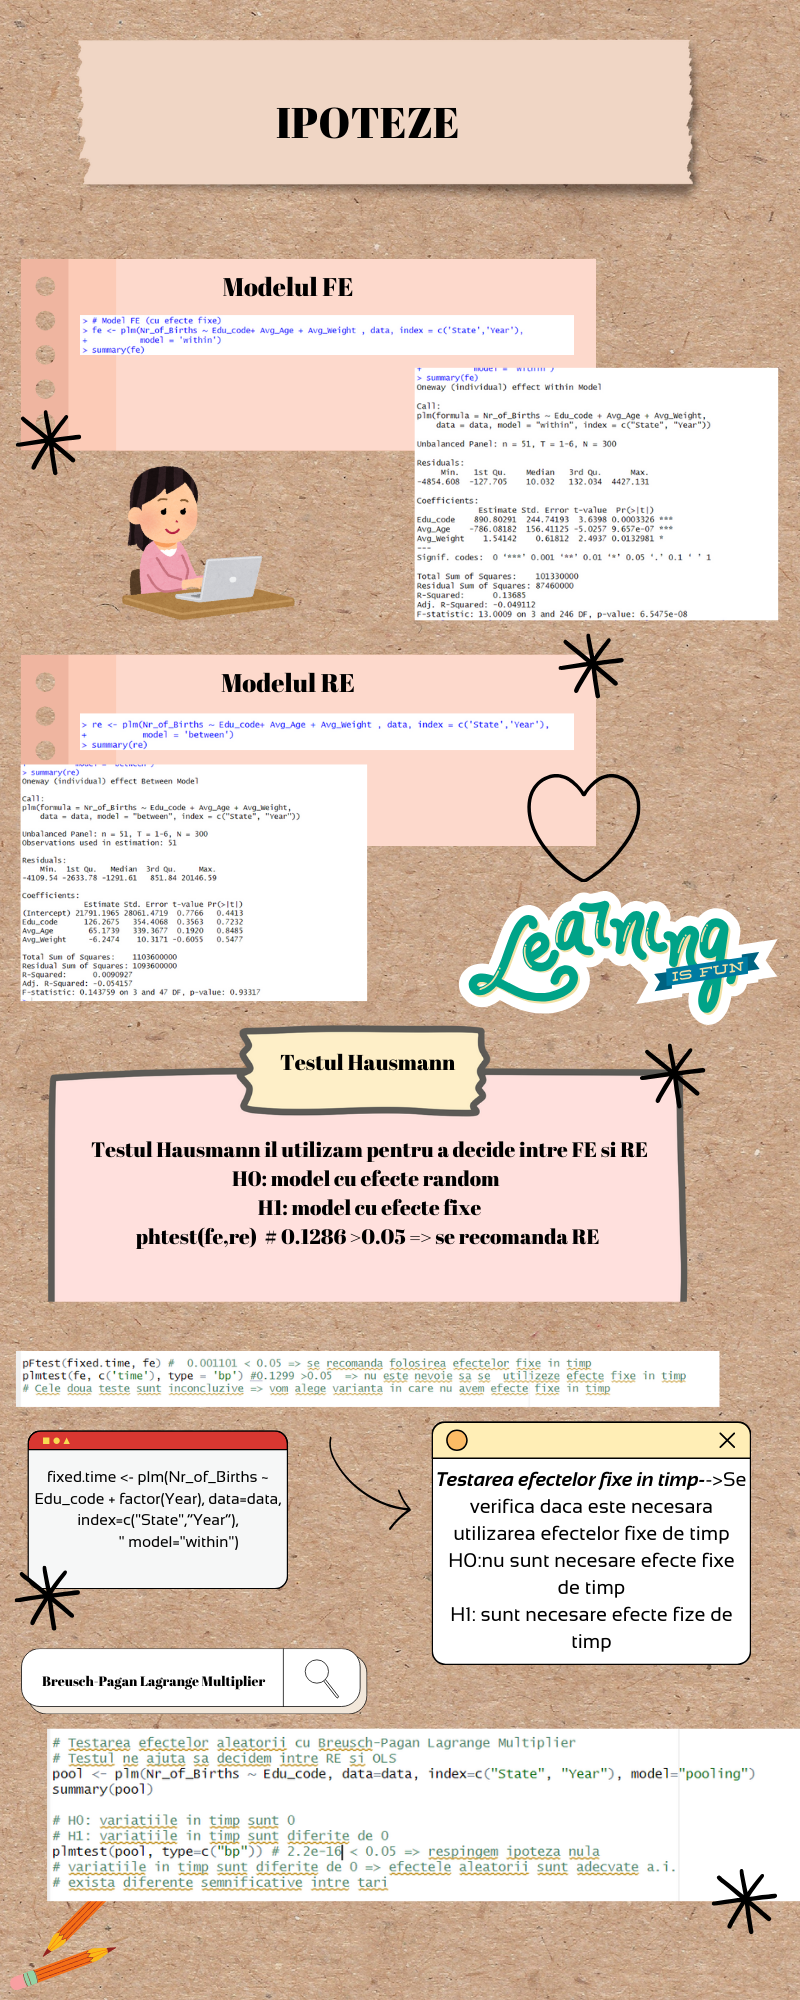 IPOTEZE
Modelul FE
> # Model FE (cu efecte fixe)
> fe <- plm(Nr_of_Births ~ Edu_code+ Avg_Age + Avg_Weight , data, index = c('State','Year'),
+ model = 'within')
> summary(fe)
+ model = 'within')
> summary(fe)
Oneway (individual) effect Within Model
Call:
plm(formula = Nr_of_Births ~ Edu_code + Avg_Age + Avg_Weight,
data = data, model = "within", index = c("State", "Year"))
Unbalanced Panel: n = 51, T = 1-6, N = 300
Residuals:
Min. 1st Qu. Median 3rd Qu. Max.
-4854.608 -127.705 10.032 132.034 4427.131
Coefficients:
Estimate Std. Error t-value Pr(>|t|)
Edu_code 890.80291 244.74193 3.6398 0.0003326 ***
Avg_Age -786.08182 156.41125 -5.0257 9.657e-07 ***
Avg_Weight 1.54142 0.61812 2.4937 0.0132981 *
---
Signif. codes: 0 '***' 0.001 '**' 0.01 '*' 0.05 '.' 0.1 ' ' 1
Total Sum of Squares: 101330000
Residual Sum of Squares: 87460000
R-Squared: 0.13685
Adj. R-Squared: -0.049112
F-statistic: 13.0009 on 3 and 246 DF, p-value: 6.5475e-08
Modelul RE
> re <- plm(Nr_of_Births ~ Edu_code+ Avg_Age + Avg_Weight , data, index = c('State','Year'),
+ model = 'between')
> summary(re)
+ model = 'between')
> summary(re)
Oneway (individual) effect Between Model
Call:
plm(formula = Nr_of_Births ~ Edu_code + Avg_Age + Avg_Weight,
data = data, model = "between", index = c("State", "Year"))
Unbalanced Panel: n = 51, T = 1-6, N = 300
Observations used in estimation: 51
Residuals:
Min. 1st Qu. Median 3rd Qu. Max.
-4109.54 -2633.78 -1291.61 851.84 20146.59
Coefficients:
Estimate Std. Error t-value Pr(>|t|)
(Intercept) 21791.1965 28061.4719 0.7766 0.4413
Edu_code 126.2675 354.4068 0.3563 0.7232
Avg_Age 65.1739 339.3677 0.1920 0.8485
Avg_Weight -6.2474 10.3171 -0.6055 0.5477
Total Sum of Squares: 1103600000
Residual Sum of Squares: 1093600000
R-Squared: 0.0090927
Adj. R-Squared: -0.054157
F-statistic: 0.143759 on 3 and 47 DF, p-value: 0.93317
Learning
IS FUN
Testul Hausmann
Testul Hausmann il utilizam pentru a decide intre FE si RE
H0: model cu efecte random
H1: model cu efecte fixe
phtest(fe,re) # 0.1286 >0.05 => se recomanda RE
pFtest(fixed.time, fe) # 0.001101 < 0.05 => se recomanda folosirea efectelor fixe in timp
plmtest(fe, c('time'), type = 'bp') #0.1299 >0.05 => nu este nevoie sa se utilizeze efecte fixe in timp
# Cele doua teste sunt inconcluzive => vom alege varianta in care nu avem efecte fixe in timp
fixed.time <- plm(Nr_of_Births ~
Edu_code + factor(Year), data=data,
index=c("State","Year"),
" model="within")
Testarea efectelor fixe in timp-->Se
verifica daca este necesara
utilizarea efectelor fixe de timp
H0:nu sunt necesare efecte fixe
de timp
H1: sunt necesare efecte fize de
timp
Breusch-Pagan Lagrange Multiplier
# Testarea efectelor aleatorii cu Breusch-Pagan Lagrange Multiplier
# Testul ne ajuta sa decidem intre RE si OLS
pool <- plm(Nr_of_Births ~ Edu_code, data=data, index=c("State", "Year"), model="pooling")
summary(pool)
# H0: variatiile in timp sunt 0
# H1: variatiile in timp sunt diferite de 0
plmtest(pool, type=c("bp")) # 2.2e-16 < 0.05 => respingem ipoteza nula
# variatiile in timp sunt diferite de 0 => efectele aleatorii sunt adecvate a.i.
# exista diferente semnificative intre tari